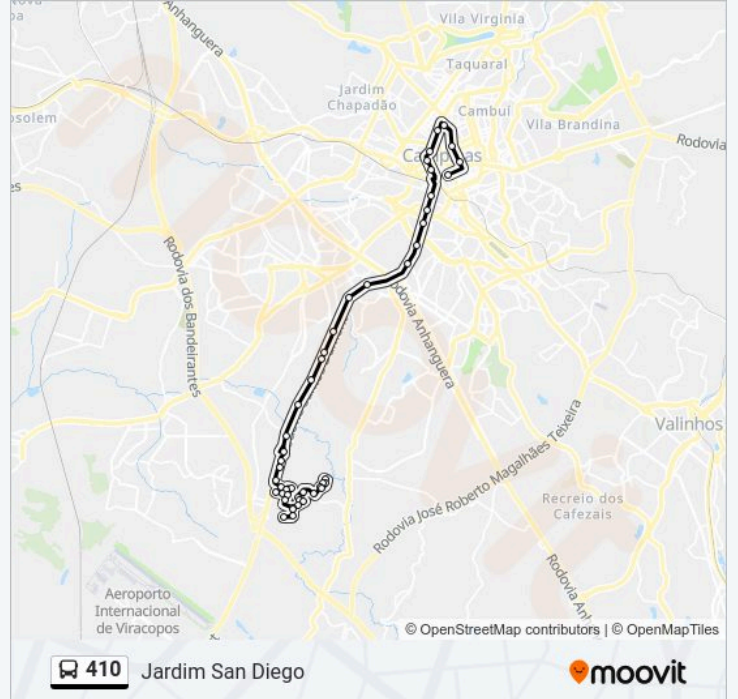 Anhanguera
Vila Virginia
Taquaral
Jardim
Chapadão
Cambuí
Vila Brandina
osolem
Campinas
Rodovia
Rodovia dos Bandeirantes
Rodovia Anhanguera
Valinhos
Rodovia José Roberto Magalhães Teixeira
Recreio dos
Cafezais
Aeroporto
Internacional
de Viracopos
Rodovia Anh
© OpenStreetMap contributors | © OpenMapTiles
410 Jardim San Diego
moovit